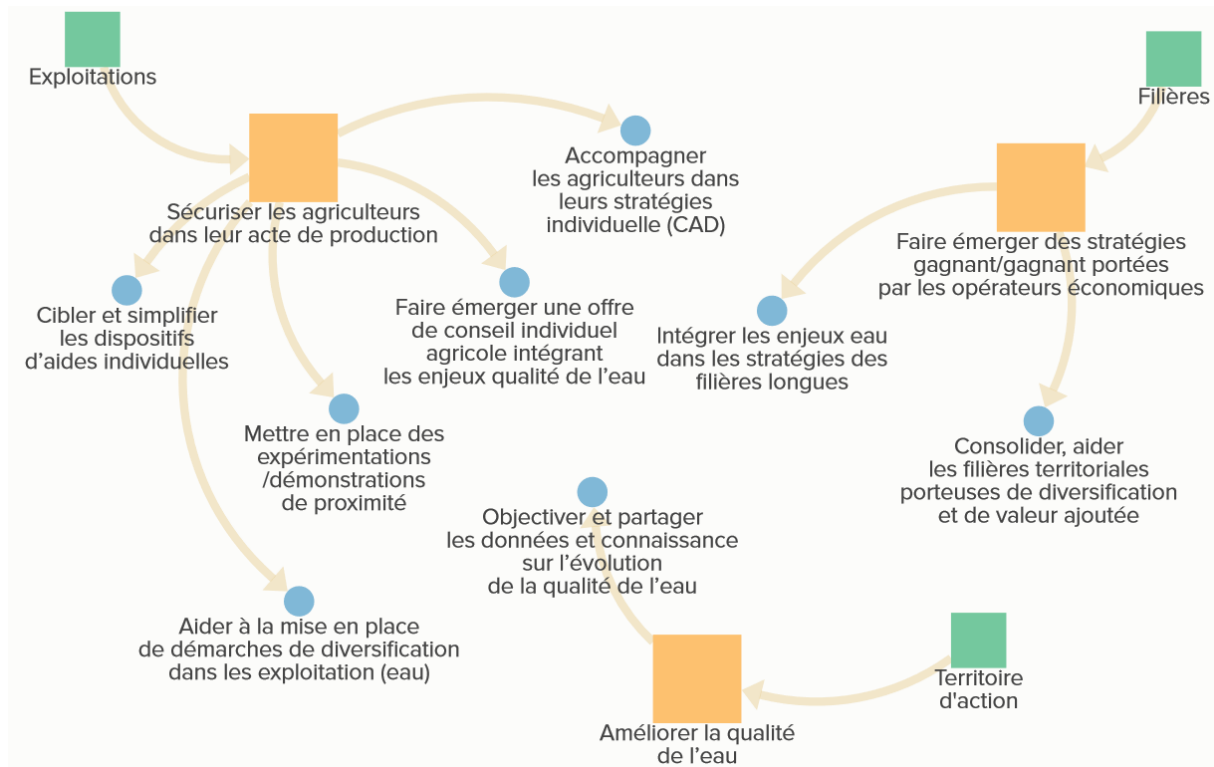 Exploitations
Filières
Accompagner
les agriculteurs dans
leurs stratégies
individuelle (CAD)
Sécuriser les agriculteurs
dans leur acte de production
Faire émerger des stratégies
gagnant/gagnant portées
par les opérateurs économiques
Cibler et simplifier
les dispositifs
d'aides individuelles
Faire émerger une offre
de conseil individuel
agricole intégrant
les enjeux qualité de l'eau
Intégrer les enjeux eau
dans les stratégies des
filières longues
Mettre en place des
expérimentations
/démonstrations
de proximité
Consolider, aider
les filières territoriales
porteuses de diversification
et de valeur ajoutée
Objectiver et partager
les données et connaissance
sur l'évolution
de la qualité de l'eau
Aider à la mise en place
de démarches de diversification
dans les exploitation (eau)
Territoire
d'action
Améliorer la qualité
de l'eau